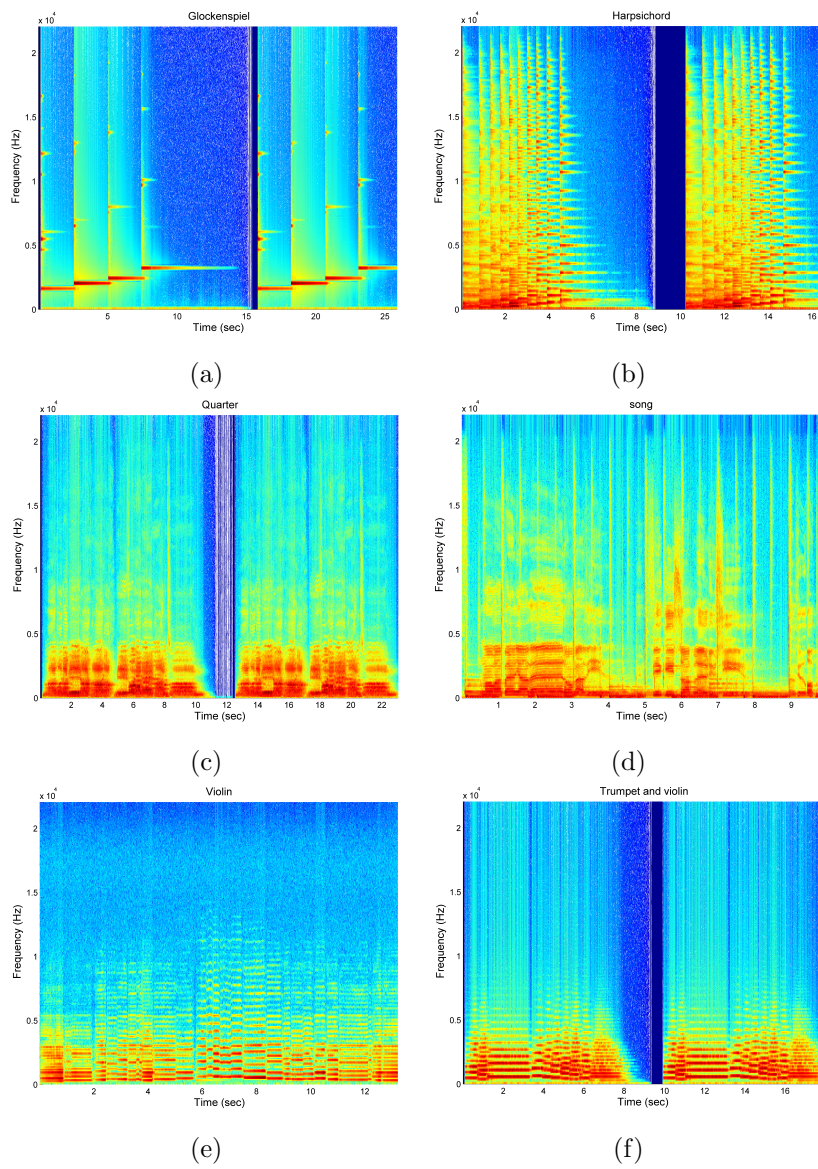 Glockenspiel
x 10^4
2
1.5
1
0.5
0
Frequency (Hz)
5 10 15 20 25
Time (sec)
(a)
Harpsichord
x 10^4
2
1.5
1
0.5
0
Frequency (Hz)
2 4 6 8 10 12 14 16
Time (sec)
(b)
Quarter
x 10^4
2
1.5
1
0.5
0
Frequency (Hz)
2 4 6 8 10 12 14 16 18 20 22
Time (sec)
(c)
song
x 10^4
2
1.5
1
0.5
0
Frequency (Hz)
1 2 3 4 5 6 7 8 9
Time (sec)
(d)
Violin
x 10^4
2
1.5
1
0.5
0
Frequency (Hz)
2 4 6 8 10 12
Time (sec)
(e)
Trumpet and violin
x 10^4
2
1.5
1
0.5
0
Frequency (Hz)
2 4 6 8 10 12 14 16
Time (sec)
(f)